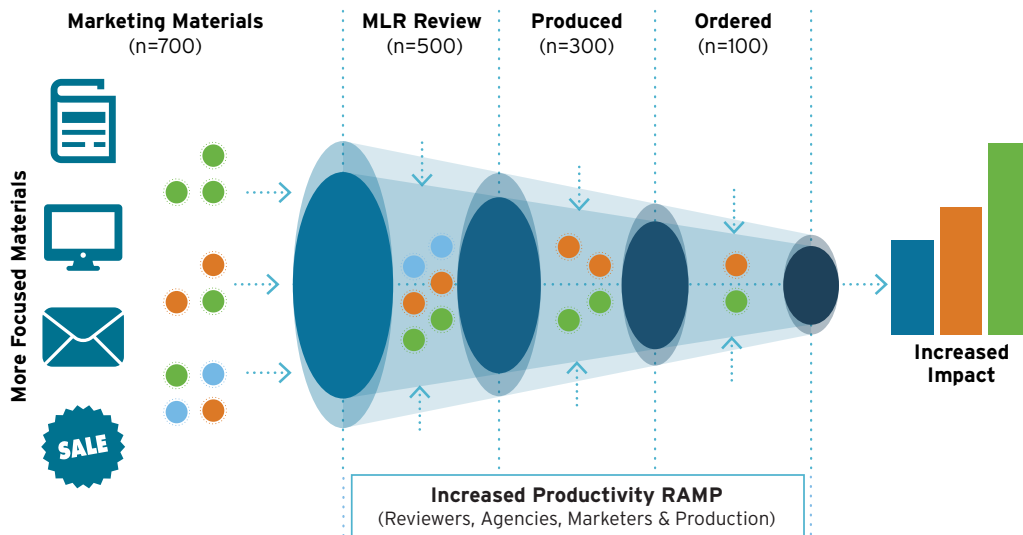 Marketing Materials
(n=700)
MLR Review
(n=500)
Produced
(n=300)
Ordered
(n=100)
More Focused Materials
SALE
Increased
Impact
Increased Productivity RAMP
(Reviewers, Agencies, Marketers & Production)